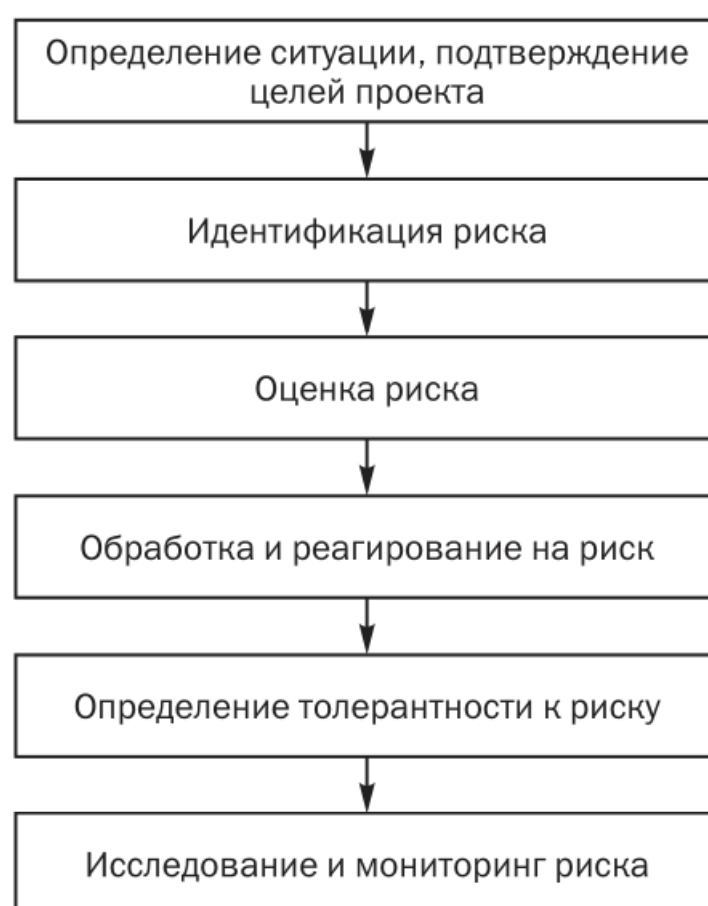 Определение ситуации, подтверждение
целей проекта
Идентификация риска
Оценка риска
Обработка и реагирование на риск
Определение толерантности к риску
Исследование и мониторинг риска